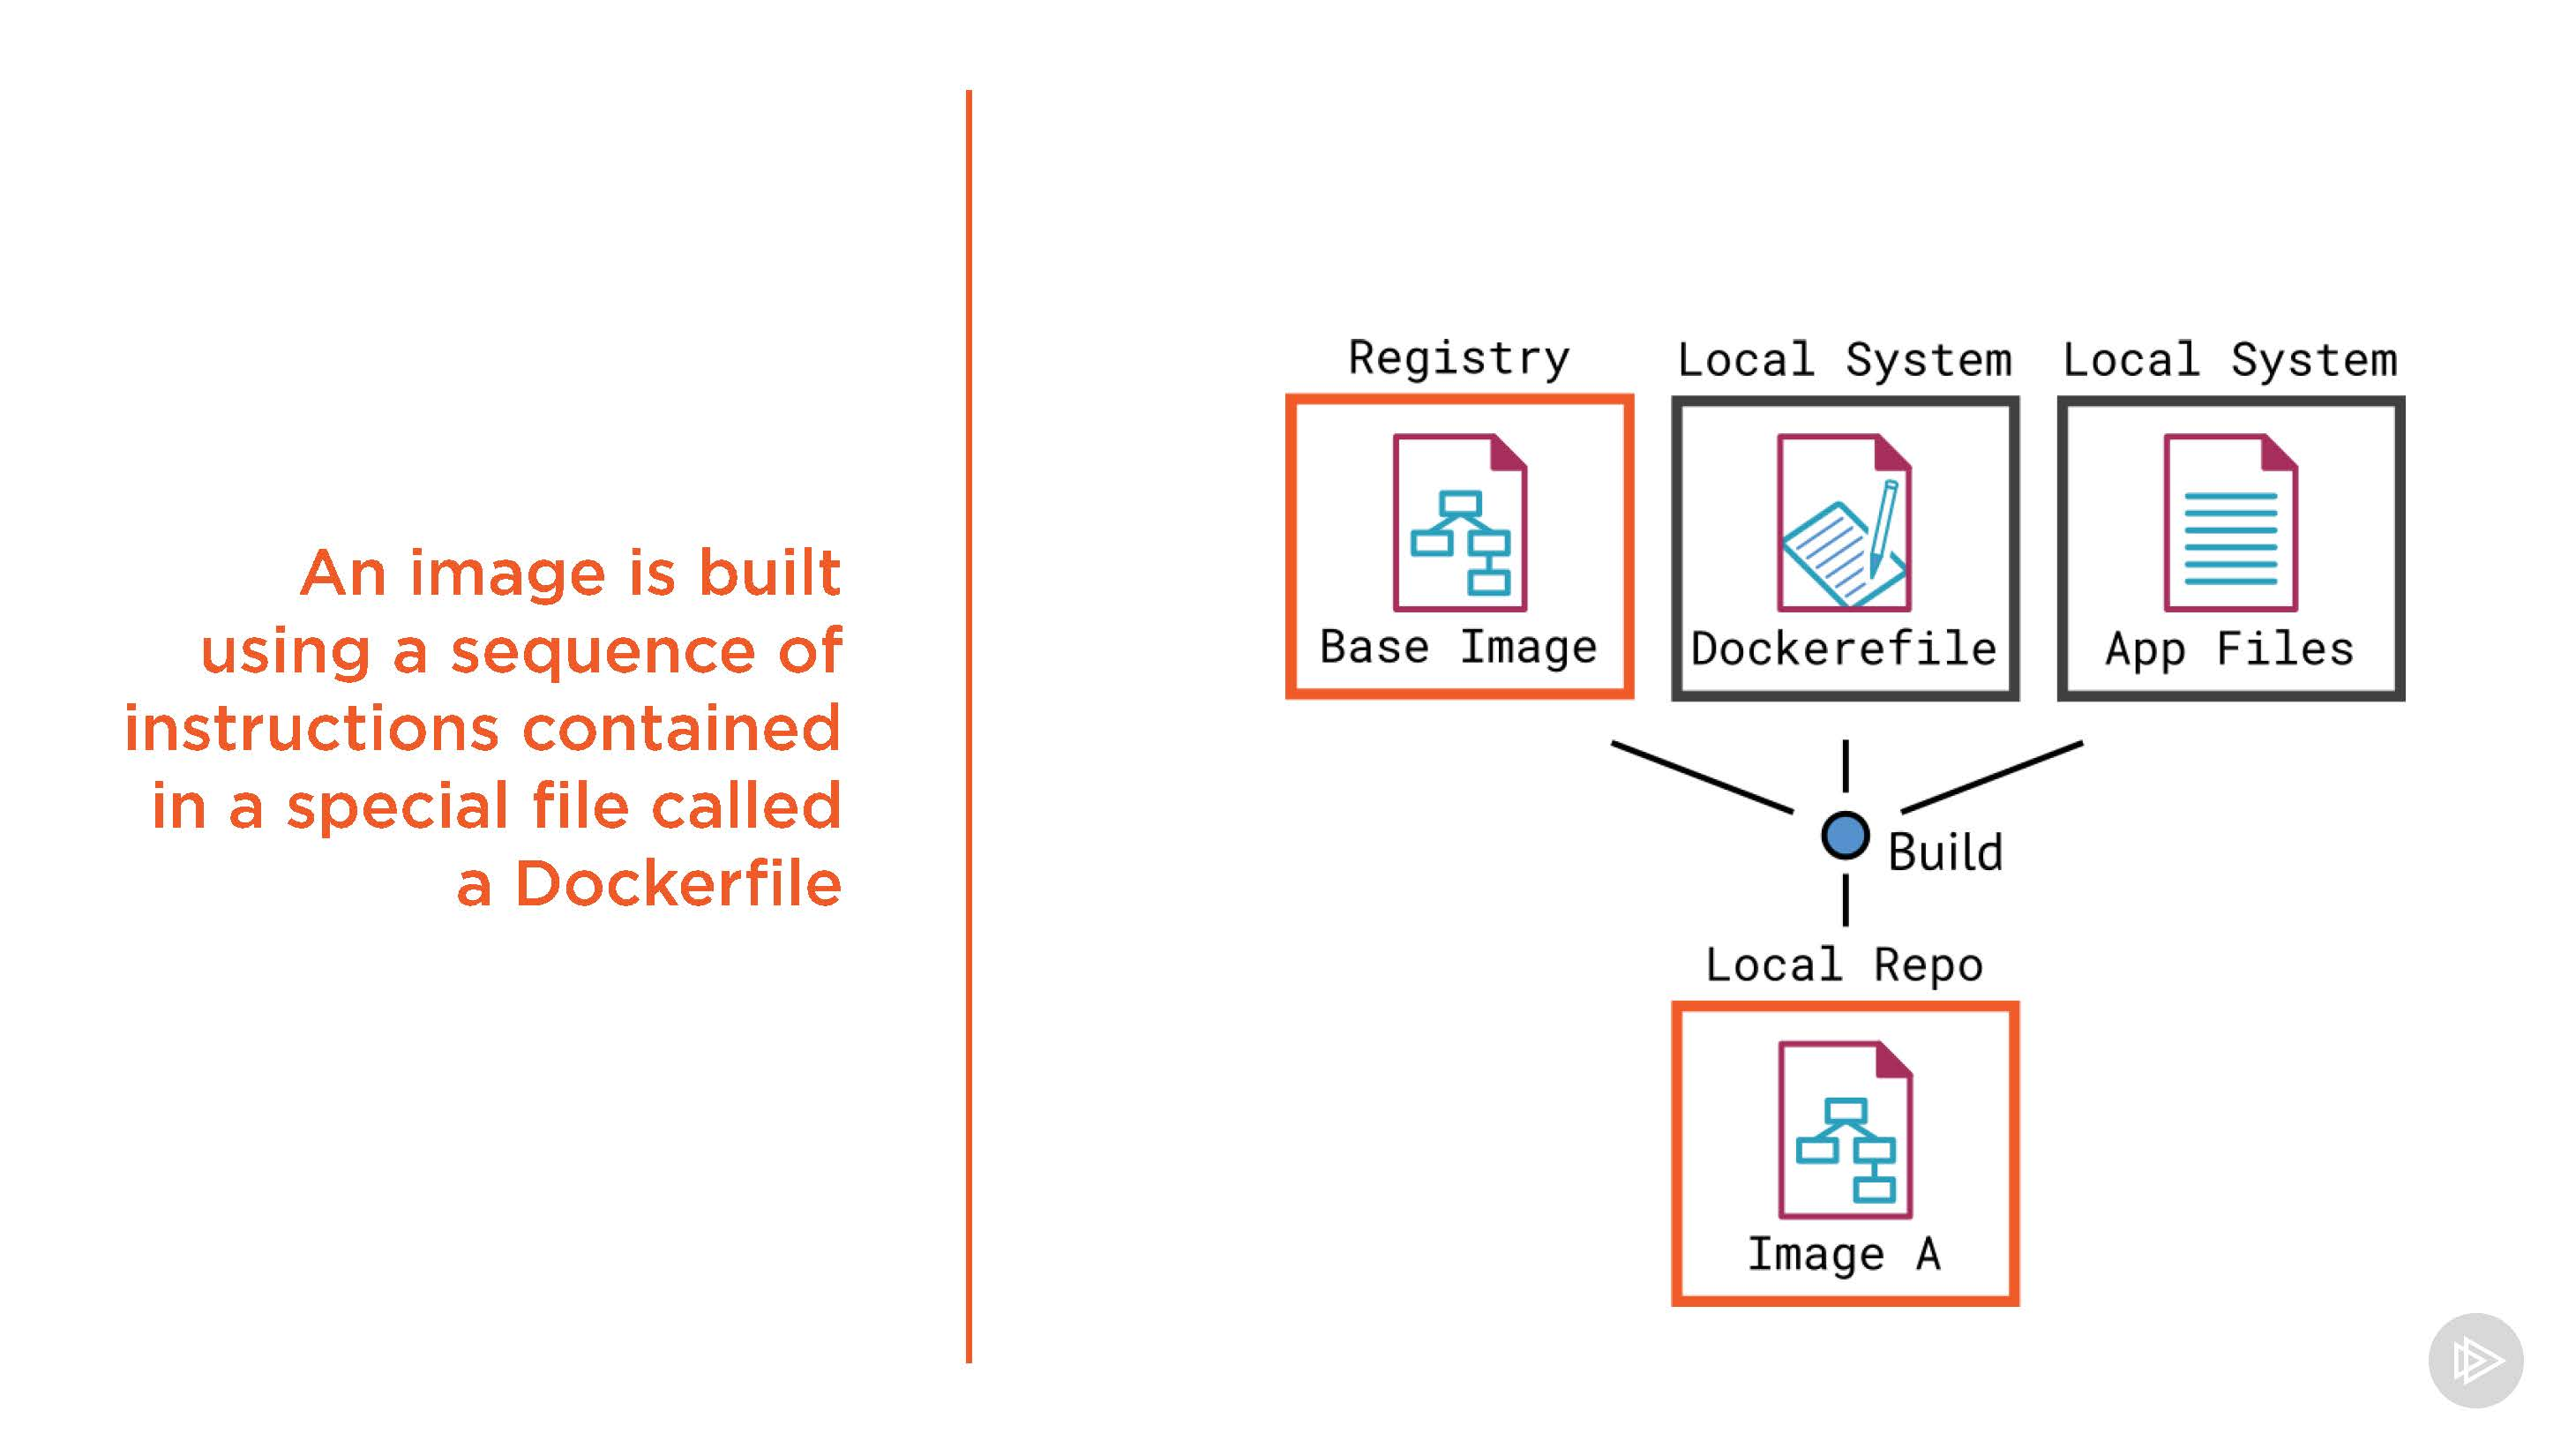 An image is built
using a sequence of
instructions contained
in a special file called
a Dockerfile
Registry
Local System
Local System
Base Image
Dockerefile
App Files
Build
Local Repo
Image A